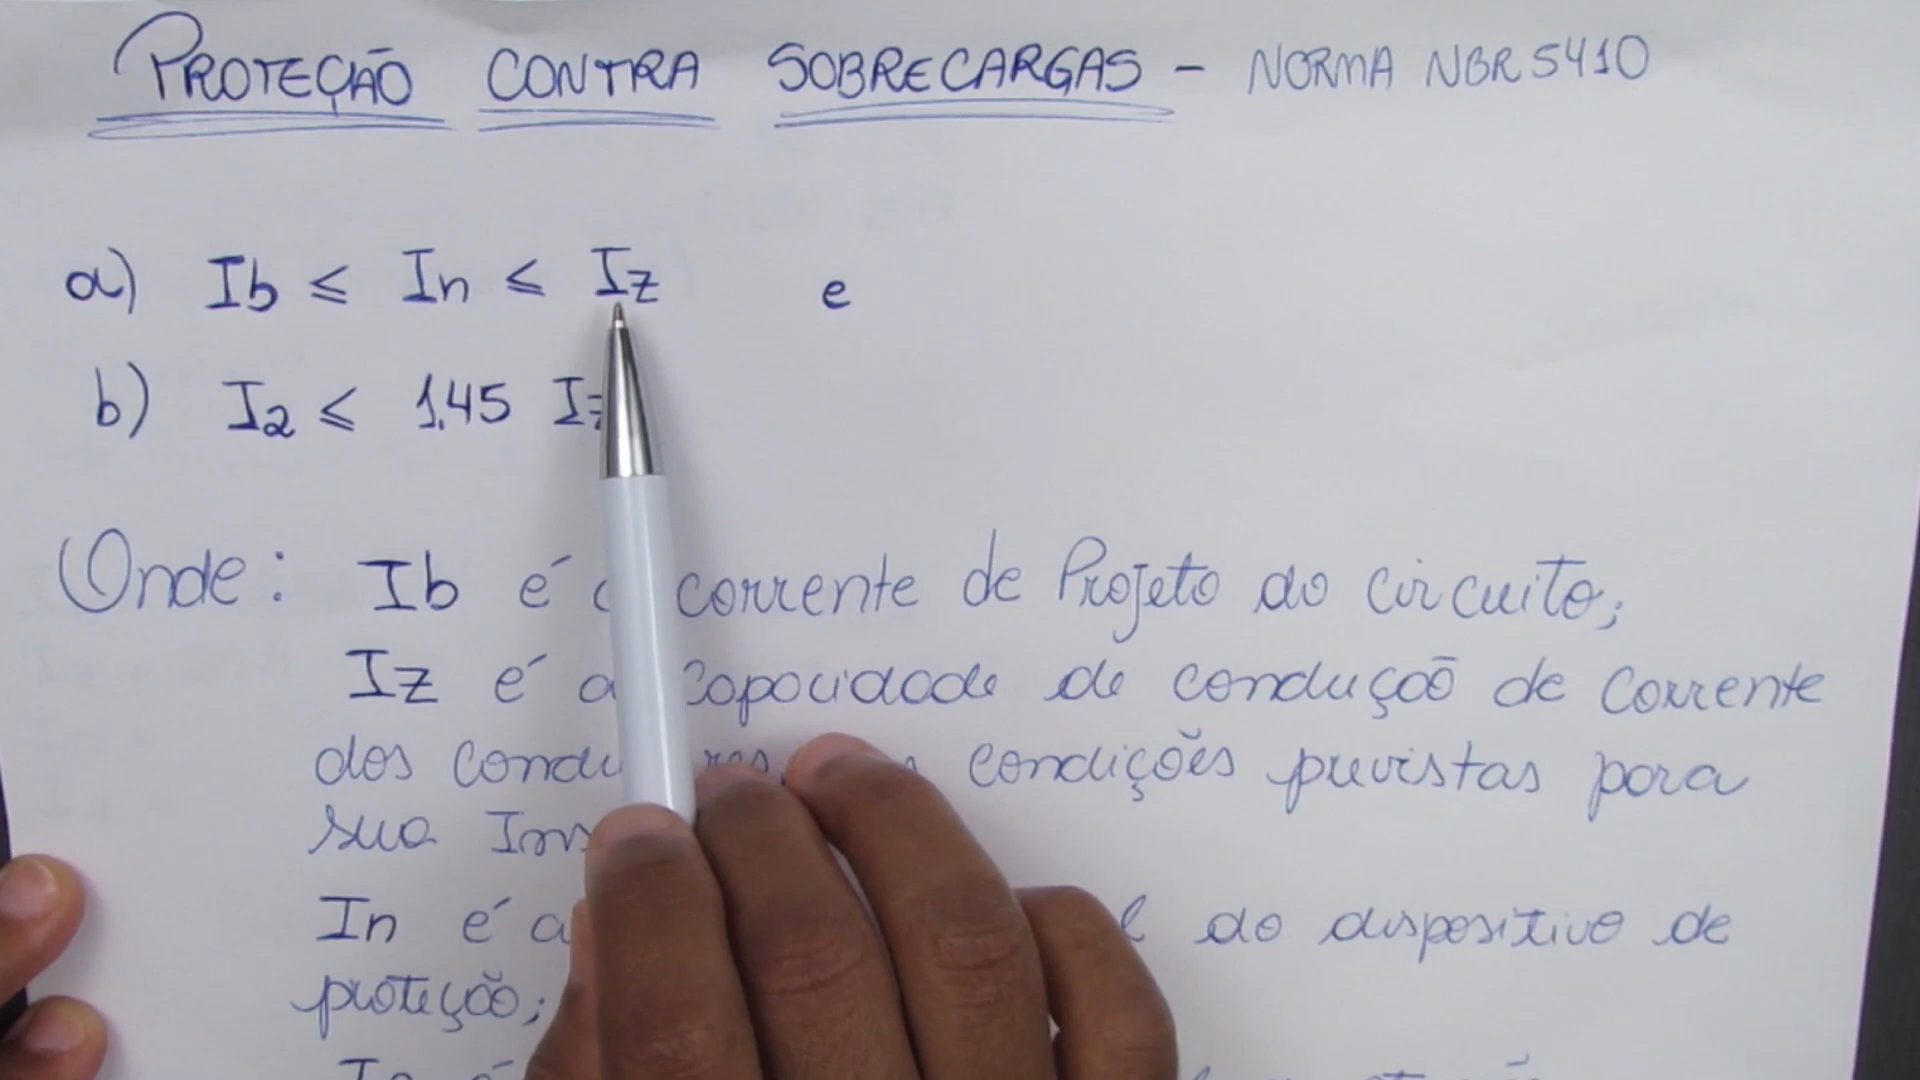 PROTEÇÃO CONTRA SOBRECARGAS - NORMA NBR 5410
a) Ib ≤ In ≤ Iz e
b) I2 ≤ 1,45
Onde: Ib é corrente de Projeto do circuito;
Iz é a capacidade de condução de corrente
dos condições previstas para
sua
In é a do dispositivo de
proteção;